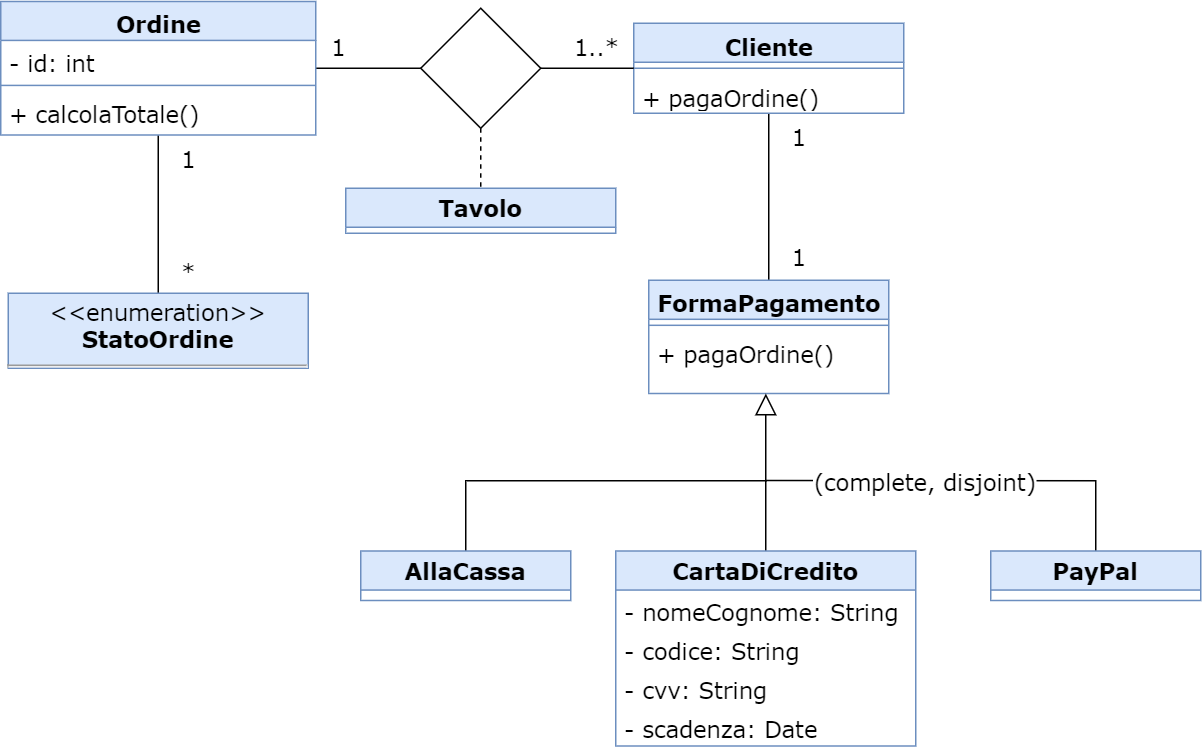 Ordine
- id: int
+ calcolaTotale()
1
1..*
Cliente
+ pagaOrdine()
1
*
<<enumeration>>
StatoOrdine
Tavolo
1
1
FormaPagamento
+ pagaOrdine()
(complete, disjoint)
AllaCassa
CartaDiCredito
- nomeCognome: String
- codice: String
- cvv: String
- scadenza: Date
PayPal